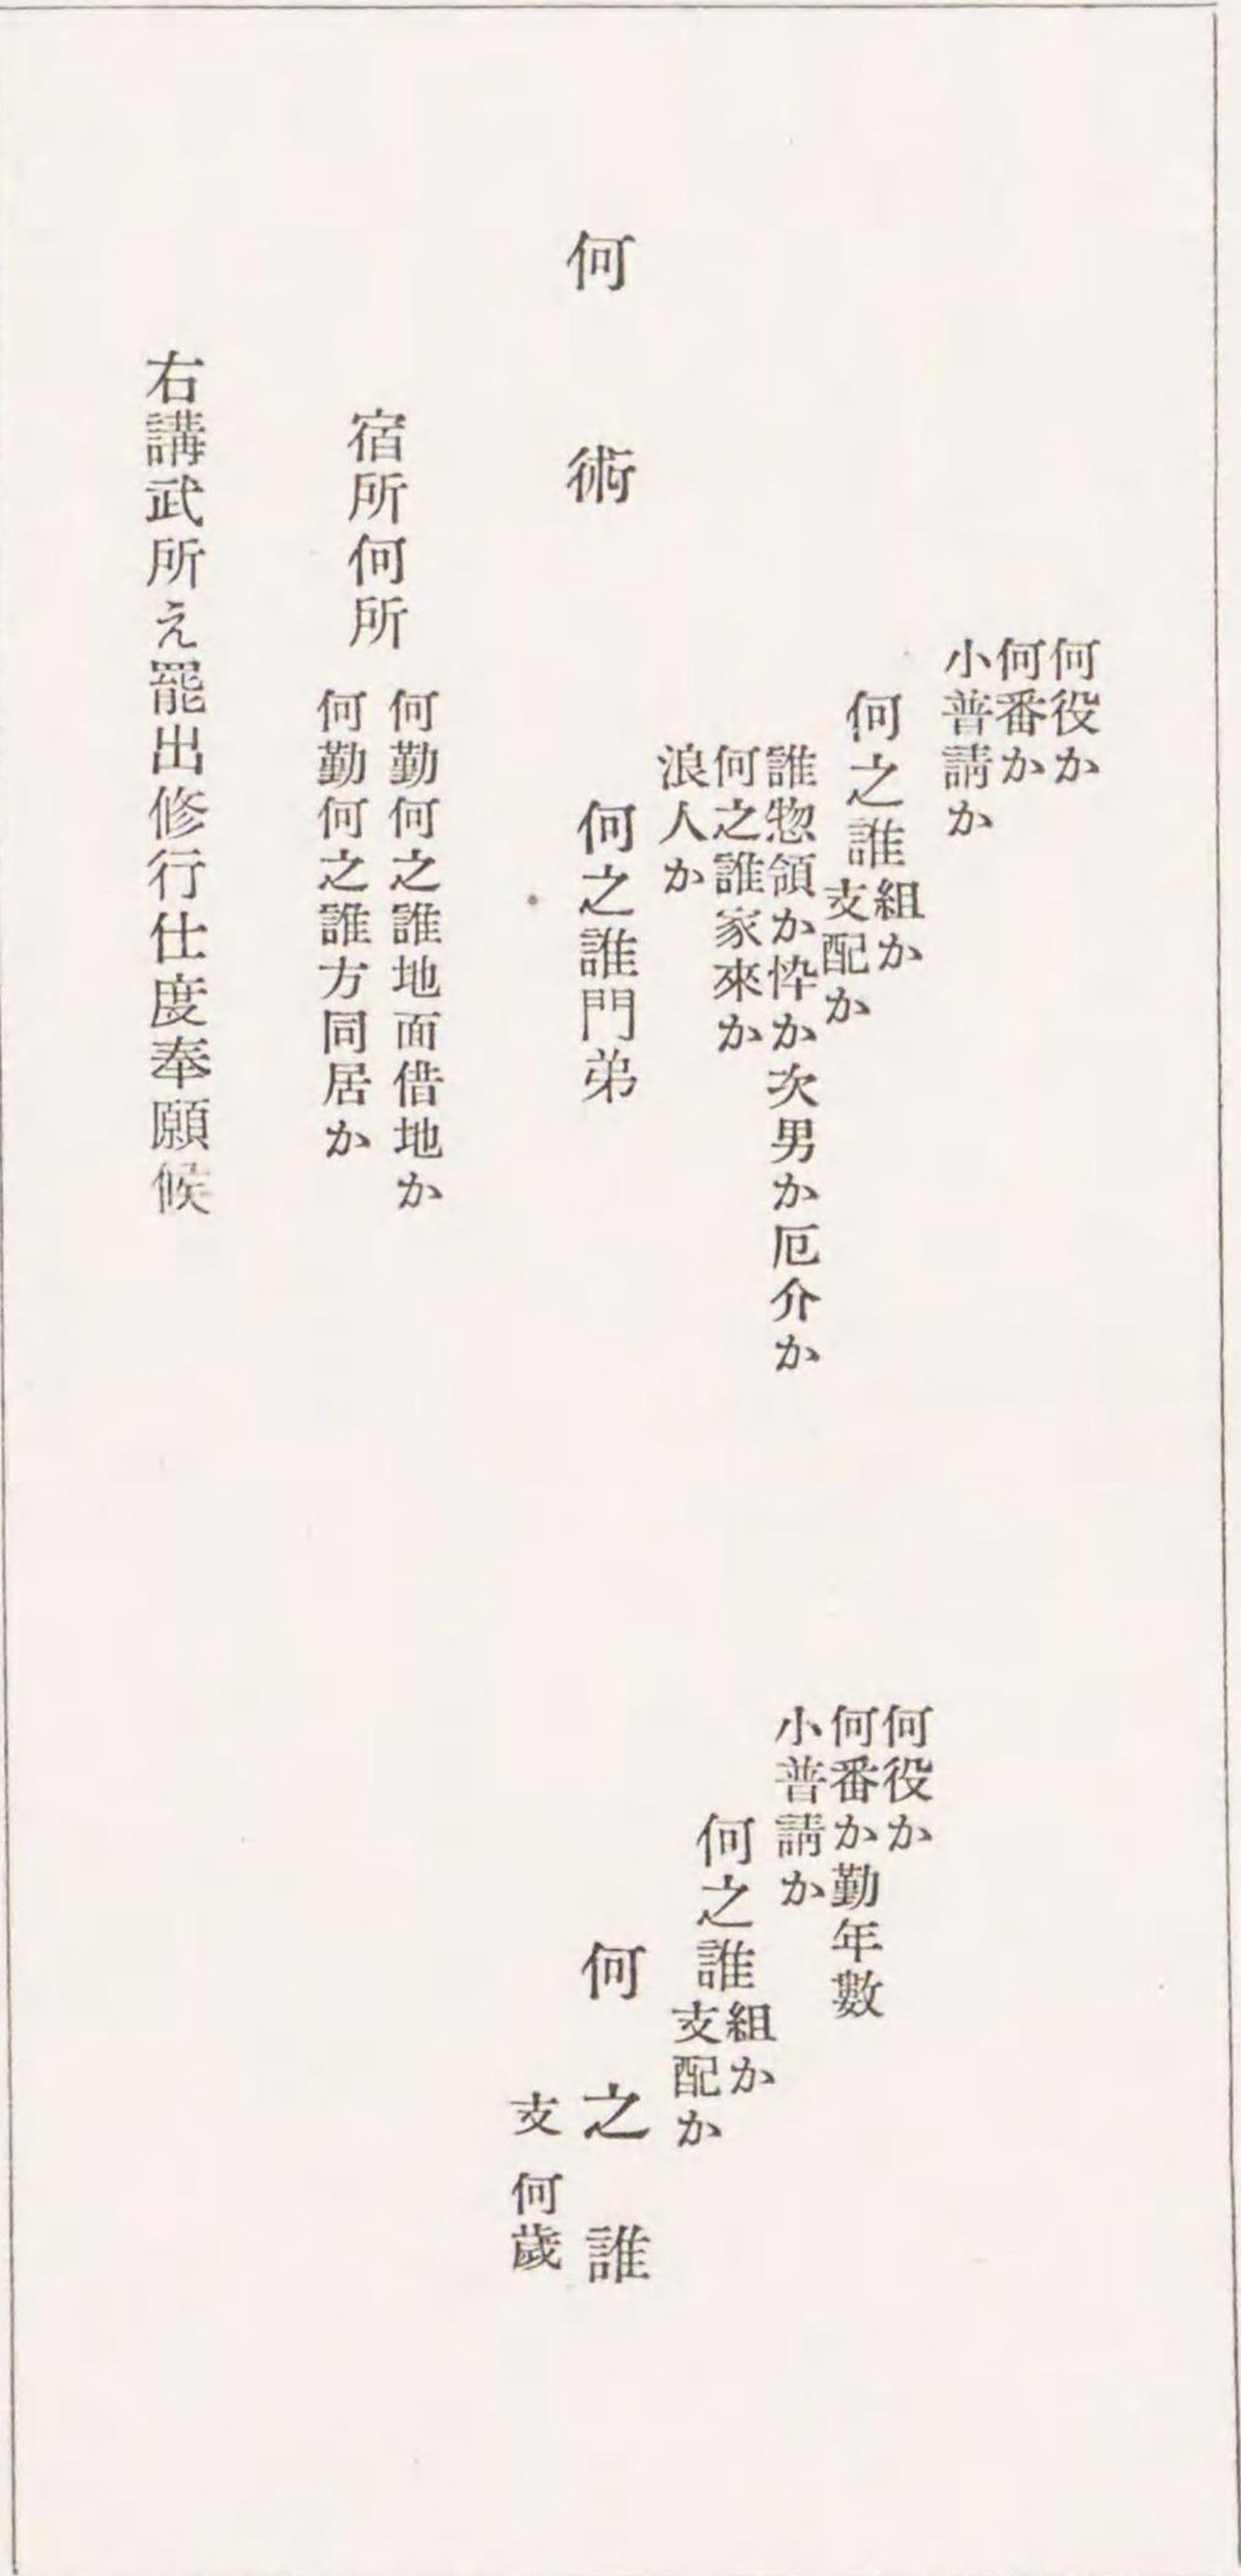 何役か
何番か
小普請か
何之誰
組か
支配か
誰惣領か悴か次男か厄介か
何之誰家來か
浪人か
何術
何之誰門弟
何役か
何番か勤年數
小普請か
何之誰
組か
支配か
何之誰
支何歲
宿所何所
何勤何之誰地面借地か
何勤何之誰方同居か
右講武所え罷出修行仕度奉願候